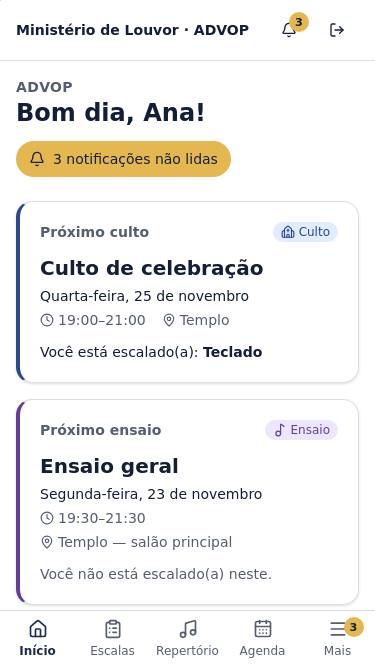 Ministério de Louvor · ADVOP
3
ADVOP
Bom dia, Ana!
3 notificações não lidas
Próximo culto
Culto
Culto de celebração
Quarta-feira, 25 de novembro
19:00–21:00 Templo
Você está escalado(a): Teclado
Próximo ensaio
Ensaio
Ensaio geral
Segunda-feira, 23 de novembro
19:30–21:30
Templo — salão principal
Você não está escalado(a) neste.
3
Início Escalas Repertório Agenda Mais